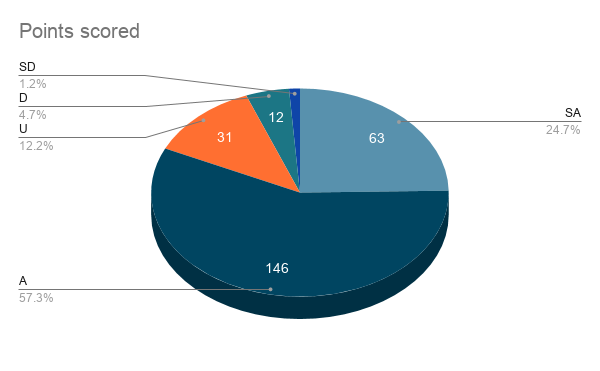 Points scored
SD
1.2%
D
4.7%
U
12.2%
SA
24.7%
12
31
63
146
A
57.3%